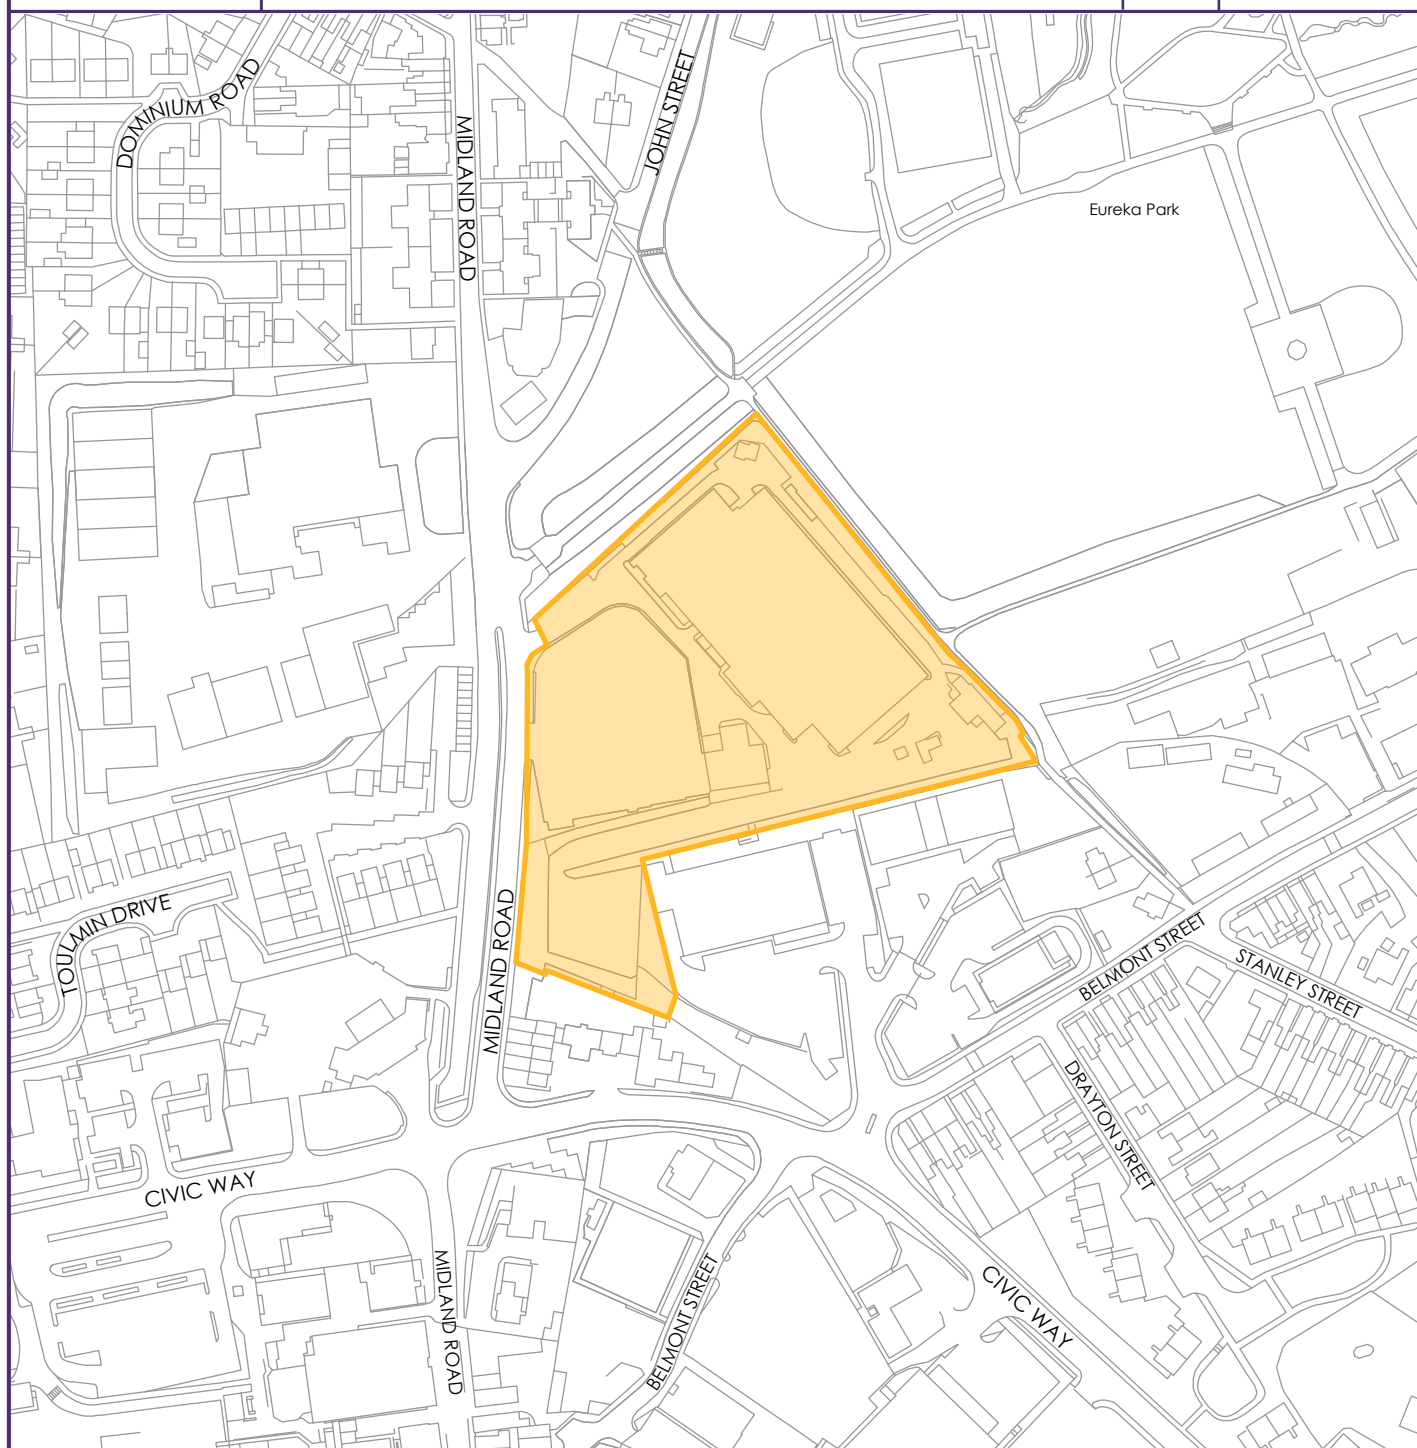 DOMINIUM ROAD
MIDLAND ROAD
JOHN STREET
Eureka Park
TOULMIN DRIVE
MIDLAND ROAD
BELMONT STREET
STANLEY STREET
DRAYTON STREET
CIVIC WAY
MIDLAND ROAD
BELMONT STREET
CIVIC WAY